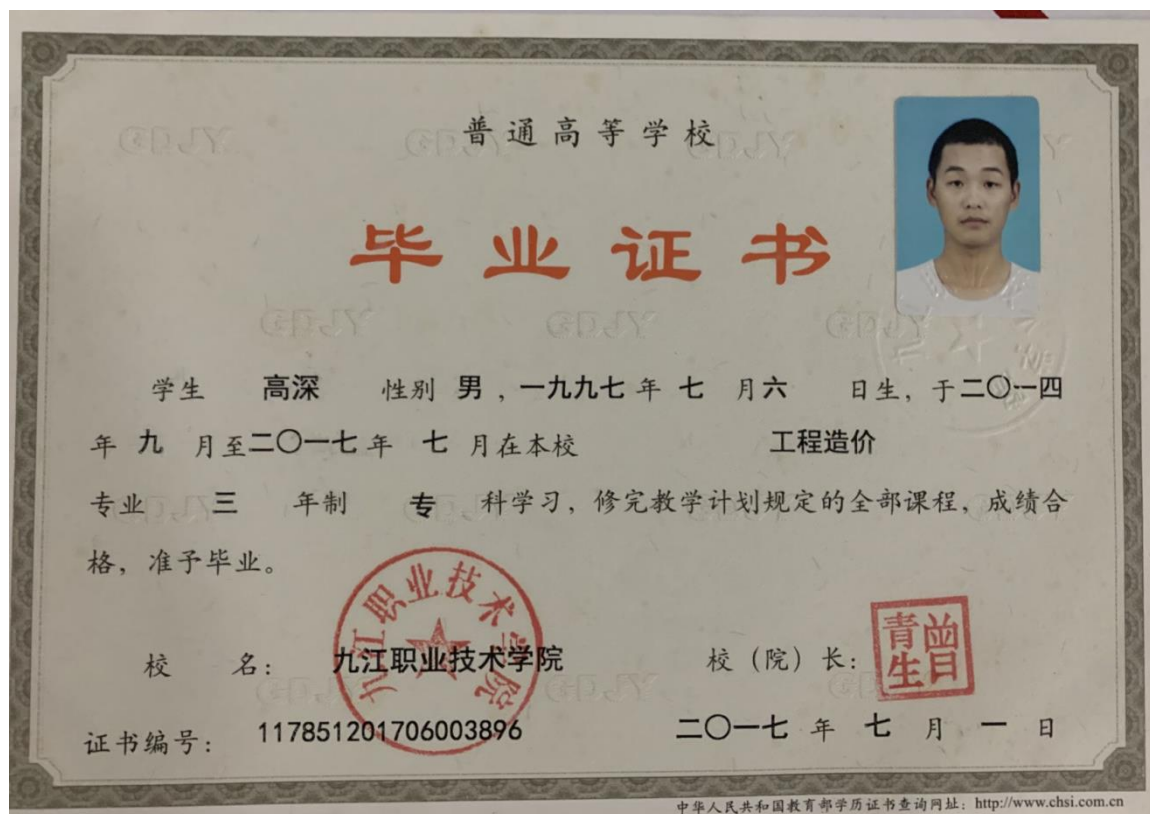 普通高等学校
毕业证书
学生 高深 性别 男 ，一九九七 年 七 月六 日生，于二〇一四
年 九 月至二〇一七 年 七 月在本校 工程造价
专业 三 年制 专 科学习，修完教学计划规定的全部课程，成绩合
格，准予毕业。
九江职业技术学院
校 名： 九江职业技术学院 校（院）长： 曾青生
证书编号： 117851201706003896 二〇一七 年 七 月 一 日
中华人民共和国教育部学历证书查询网址：http://www.chsi.com.cn